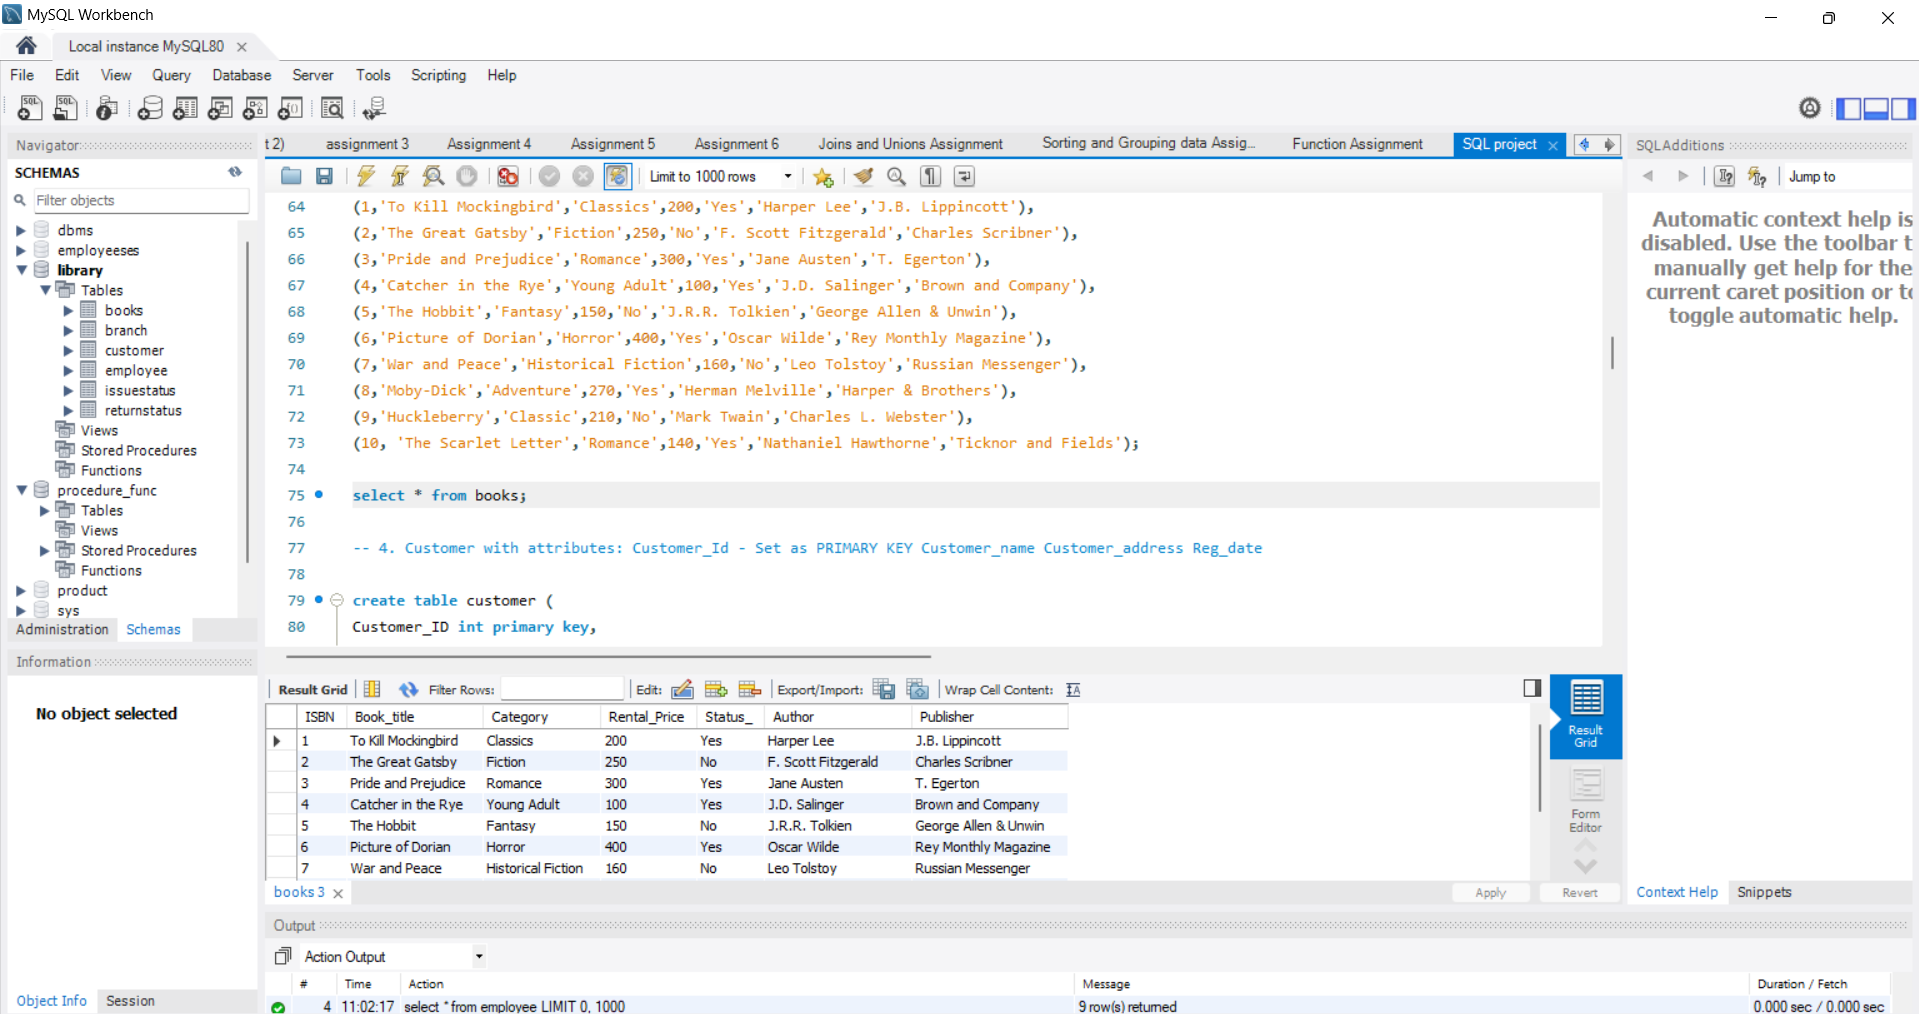 MySQL Workbench
Local instance MySQL80
File Edit View Query Database Server Tools Scripting Help
Navigator
SCHEMAS
Filter objects
dbms
employeeses
library
Tables
books
branch
customer
employee
issuestatus
returnstatus
Views
Stored Procedures
Functions
procedure_func
Tables
Views
Stored Procedures
Functions
product
sys
Administration Schemas
Information
No object selected
Object Info Session
t 2) assignment 3 Assignment 4 Assignment 5 Assignment 6 Joins and Unions Assignment Sorting and Grouping data Assig... Function Assignment SQL project
Limit to 1000 rows
64 (1,'To Kill Mockingbird','Classics',200,'Yes','Harper Lee','J.B. Lippincott'),
65 (2,'The Great Gatsby','Fiction',250,'No','F. Scott Fitzgerald','Charles Scribner'),
66 (3,'Pride and Prejudice','Romance',300,'Yes','Jane Austen','T. Egerton'),
67 (4,'Catcher in the Rye','Young Adult',100,'Yes','J.D. Salinger','Brown and Company'),
68 (5,'The Hobbit','Fantasy',150,'No','J.R.R. Tolkien','George Allen & Unwin'),
69 (6,'Picture of Dorian','Horror',400,'Yes','Oscar Wilde','Rey Monthly Magazine'),
70 (7,'War and Peace','Historical Fiction',160,'No','Leo Tolstoy','Russian Messenger'),
71 (8,'Moby-Dick','Adventure',270,'Yes','Herman Melville','Harper & Brothers'),
72 (9,'Huckleberry','Classic',210,'No','Mark Twain','Charles L. Webster'),
73 (10, 'The Scarlet Letter','Romance',140,'Yes','Nathaniel Hawthorne','Ticknor and Fields');
74
75 select * from books;
76
77 -- 4. Customer with attributes: Customer_Id - Set as PRIMARY KEY Customer_name Customer_address Reg_date
78
79 create table customer (
80 Customer_ID int primary key,
Result Grid Filter Rows: Edit: Export/Import: Wrap Cell Content:
ISBN Book_title Category Rental_Price Status_ Author Publisher
1 To Kill Mockingbird Classics 200 Yes Harper Lee J.B. Lippincott
2 The Great Gatsby Fiction 250 No F. Scott Fitzgerald Charles Scribner
3 Pride and Prejudice Romance 300 Yes Jane Austen T. Egerton
4 Catcher in the Rye Young Adult 100 Yes J.D. Salinger Brown and Company
5 The Hobbit Fantasy 150 No J.R.R. Tolkien George Allen & Unwin
6 Picture of Dorian Horror 400 Yes Oscar Wilde Rey Monthly Magazine
7 War and Peace Historical Fiction 160 No Leo Tolstoy Russian Messenger
Result
Grid
Form
Editor
books 3
Apply Revert
SQLAdditions
Jump to
Automatic context help is
disabled. Use the toolbar t
manually get help for the
current caret position or to
toggle automatic help.
Context Help Snippets
Output
Action Output
# Time Action Message Duration / Fetch
4 11:02:17 select * from employee LIMIT 0, 1000 9 row(s) returned 0.000 sec / 0.000 sec